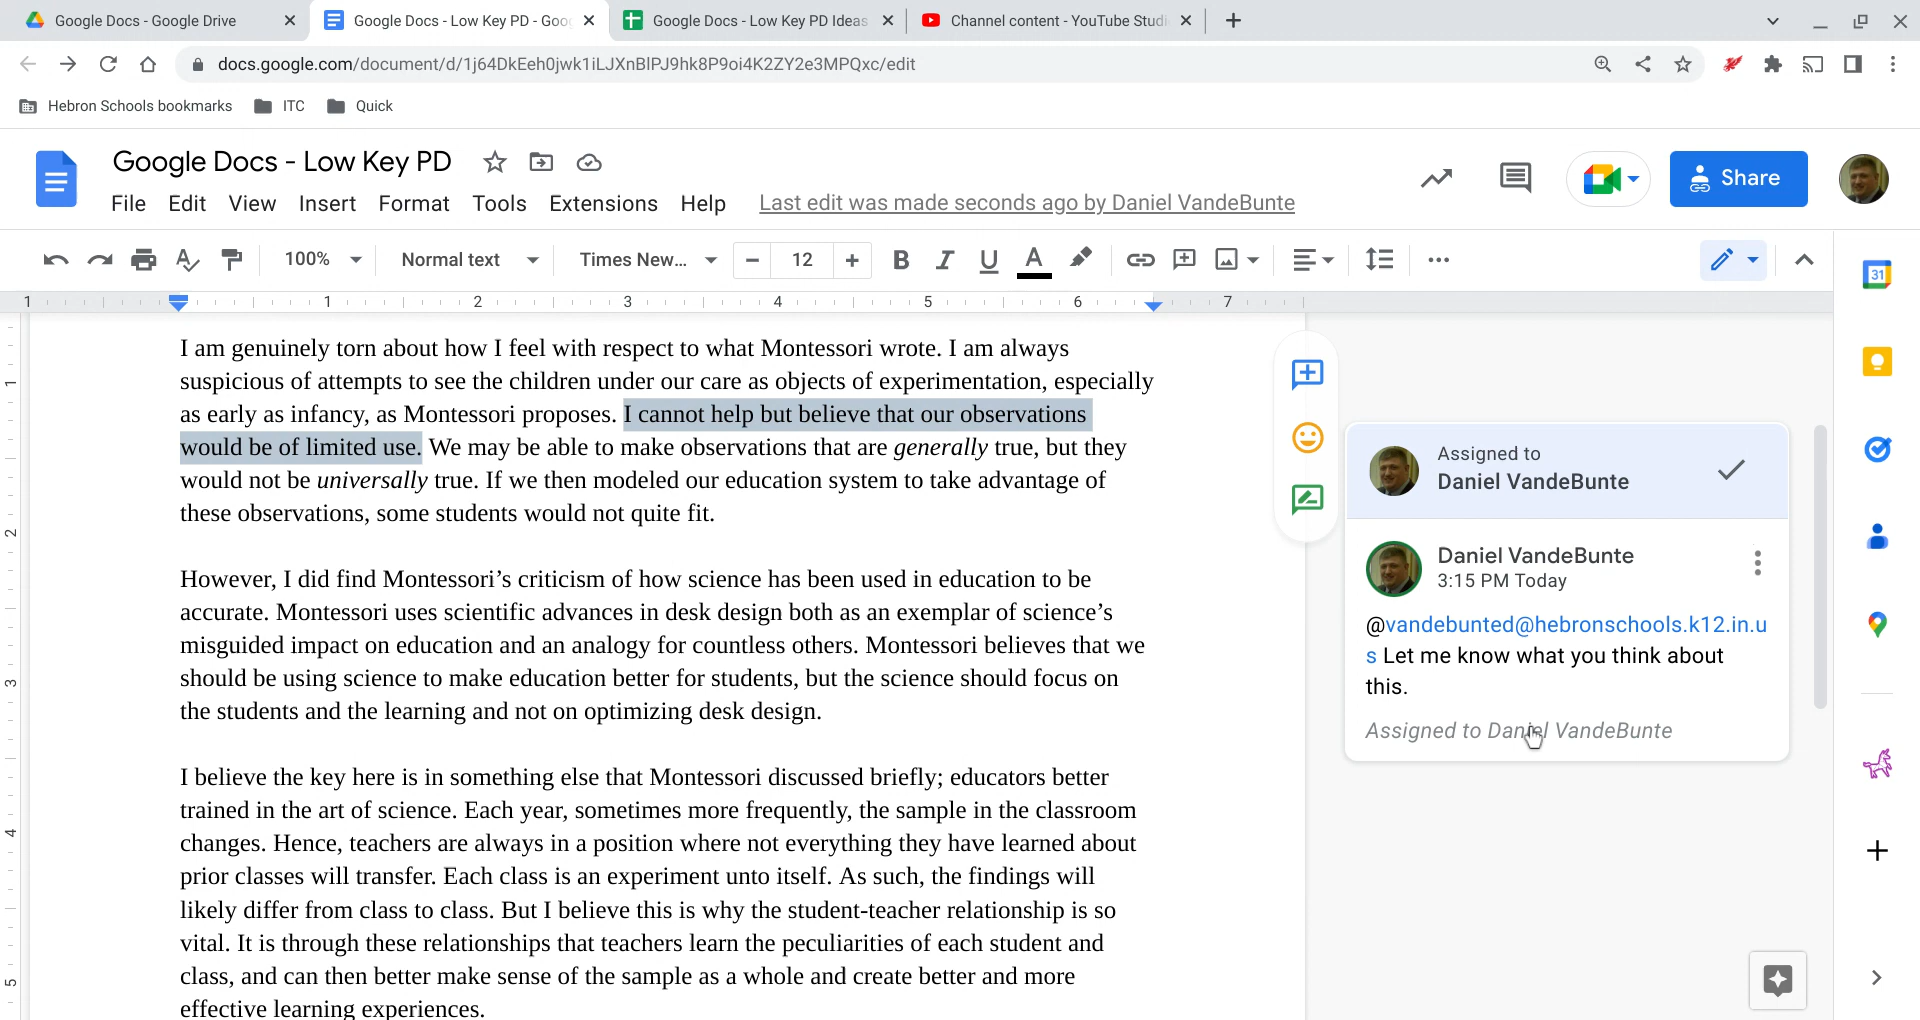 Google Docs - Google Drive
Google Docs - Low Key PD - Goo
Google Docs - Low Key PD Ideas
Channel content - YouTube Studi
docs.google.com/document/d/1j64DkEeh0jwk1iLJXnBlPJ9hk8P9oi4K2ZY2e3MPQxc/edit
Hebron Schools bookmarks
ITC
Quick
Google Docs - Low Key PD
File Edit View Insert Format Tools Extensions Help
Last edit was made seconds ago by Daniel VandeBunte
Share
100%
Normal text
Times New...
12
B I U A
31
1 1 2 3 4 5 6 7
1
2
3
4
5
I am genuinely torn about how I feel with respect to what Montessori wrote. I am always
suspicious of attempts to see the children under our care as objects of experimentation, especially
as early as infancy, as Montessori proposes. I cannot help but believe that our observations
would be of limited use. We may be able to make observations that are generally true, but they
would not be universally true. If we then modeled our education system to take advantage of
these observations, some students would not quite fit.
However, I did find Montessori’s criticism of how science has been used in education to be
accurate. Montessori uses scientific advances in desk design both as an exemplar of science’s
misguided impact on education and an analogy for countless others. Montessori believes that we
should be using science to make education better for students, but the science should focus on
the students and the learning and not on optimizing desk design.
I believe the key here is in something else that Montessori discussed briefly; educators better
trained in the art of science. Each year, sometimes more frequently, the sample in the classroom
changes. Hence, teachers are always in a position where not everything they have learned about
prior classes will transfer. Each class is an experiment unto itself. As such, the findings will
likely differ from class to class. But I believe this is why the student-teacher relationship is so
vital. It is through these relationships that teachers learn the peculiarities of each student and
class, and can then better make sense of the sample as a whole and create better and more
effective learning experiences.
Assigned to
Daniel VandeBunte
Daniel VandeBunte
3:15 PM Today
@vandebunted@hebronschools.k12.in.u
s Let me know what you think about
this.
Assigned to Daniel VandeBunte